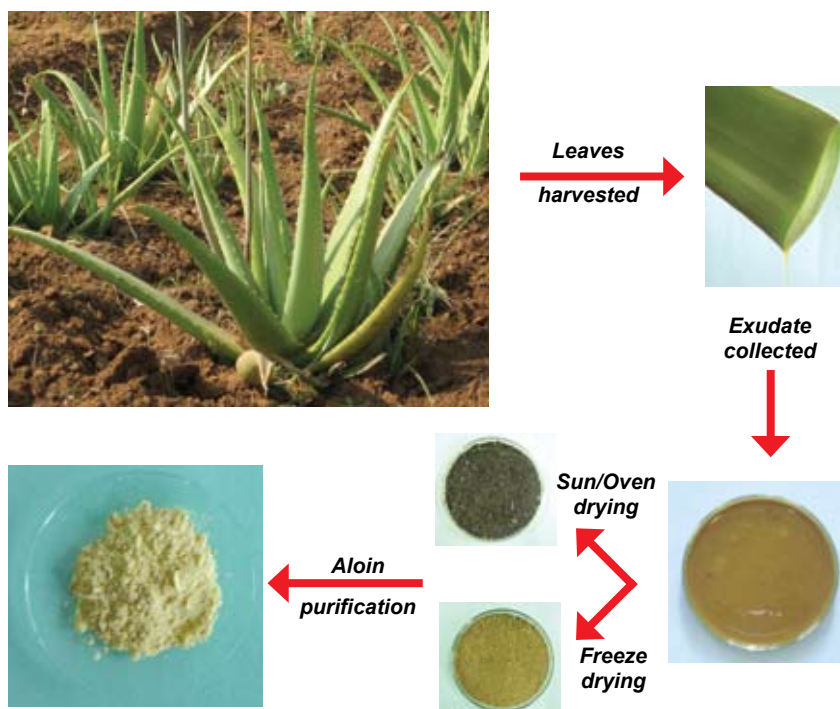 Leaves
harvested
Exudate
collected
Sun/Oven
drying
Aloin
purification
Freeze
drying